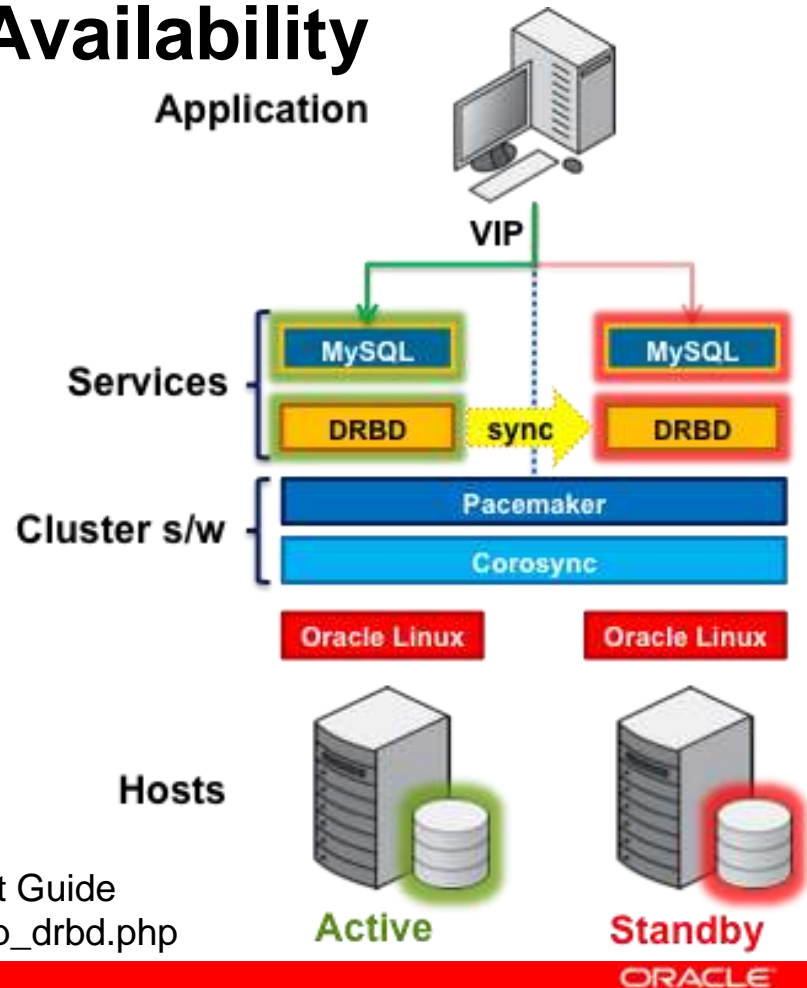 Availability
Application
VIP
MySQL MySQL
Services
DRBD sync DRBD
Pacemaker
Cluster s/w
Corosync
Oracle Linux Oracle Linux
Hosts
t Guide
_drbd.php
Active Standby
ORACLE